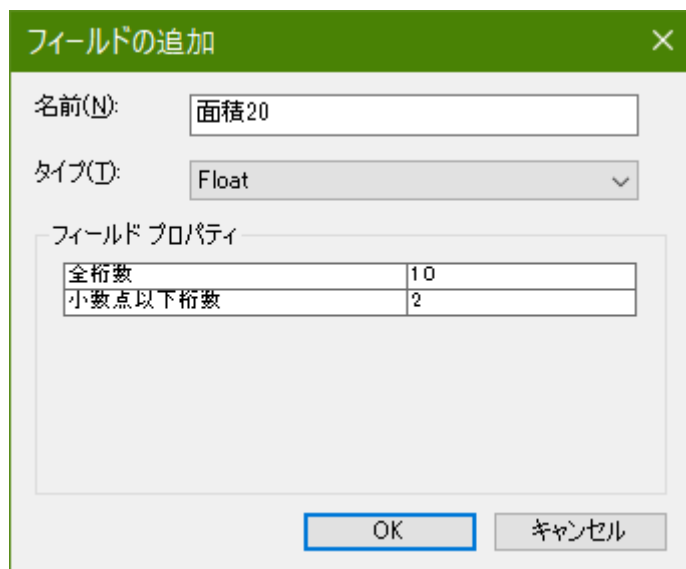 フィールドの追加
名前(N): 面積20
タイプ(T): Float
フィールド プロパティ
全桁数 10
小数点以下桁数 2
OK キャンセル